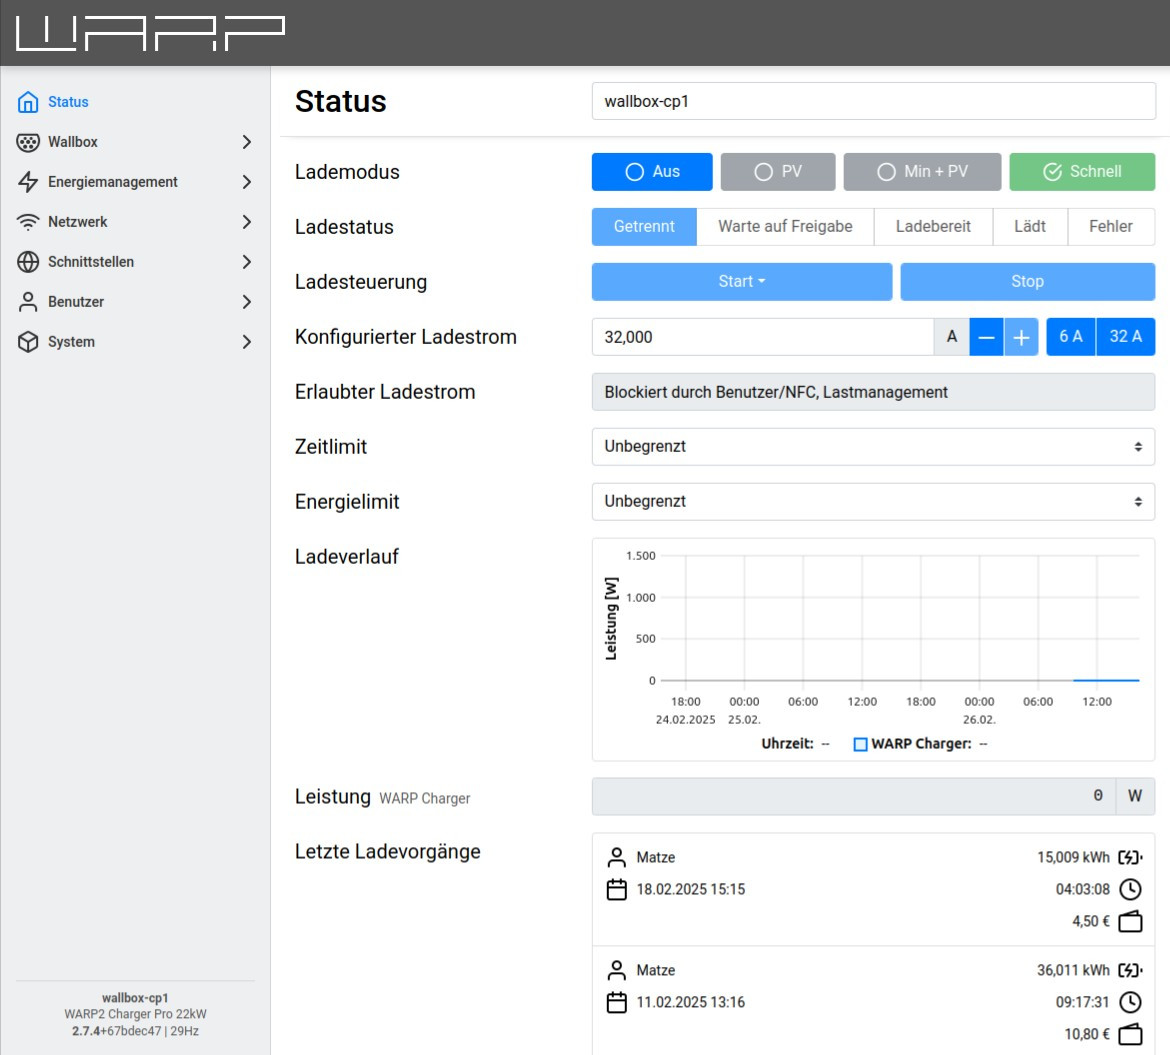 WARP
Status
Wallbox
Energiemanagement
Netzwerk
Schnittstellen
Benutzer
System
wallbox-cp1
WARP2 Charger Pro 22kW
2.7.4+67bdec47 | 29Hz
Status wallbox-cp1
Lademodus Aus PV Min + PV Schnell
Ladestatus Getrennt Warte auf Freigabe Ladebereit Lädt Fehler
Ladesteuerung Start Stop
Konfigurierter Ladestrom 32,000 A − + 6 A 32 A
Erlaubter Ladestrom Blockiert durch Benutzer/NFC, Lastmanagement
Zeitlimit Unbegrenzt
Energielimit Unbegrenzt
Ladeverlauf
Leistung [W]
1.500
1.000
500
0
18:00 00:00 06:00 12:00 18:00 00:00 06:00 12:00
24.02.2025 25.02. 26.02.
Uhrzeit: -- WARP Charger: --
Leistung WARP Charger 0 W
Letzte Ladevorgänge
Matze 15,009 kWh
18.02.2025 15:15 04:03:08
4,50 €
Matze 36,011 kWh
11.02.2025 13:16 09:17:31
10,80 €